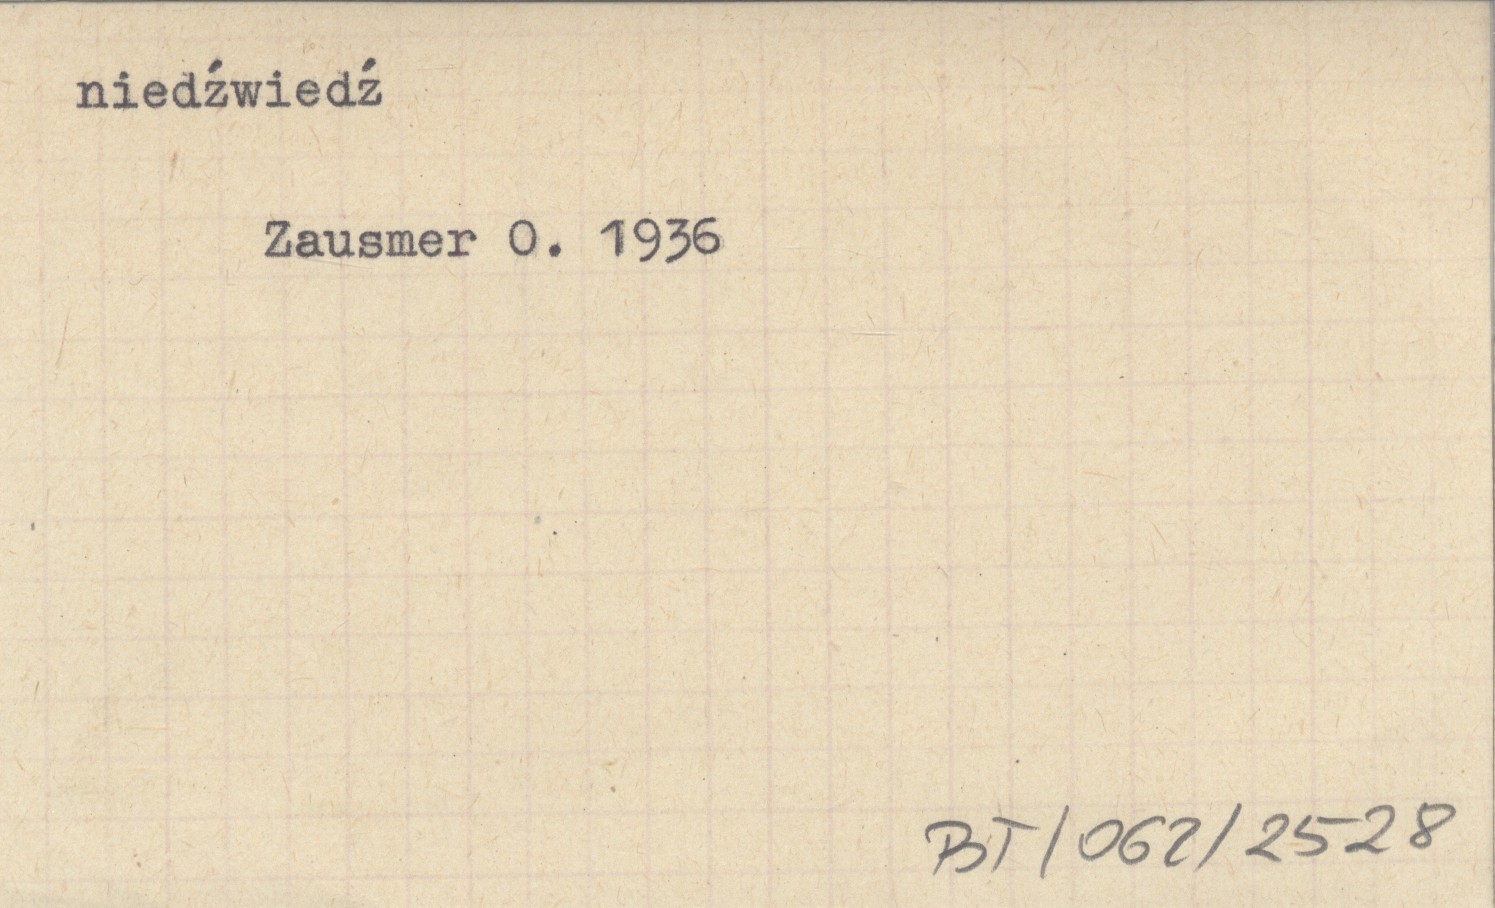 niedźwiedź
Zausmer O. 1936
BT/062/2528